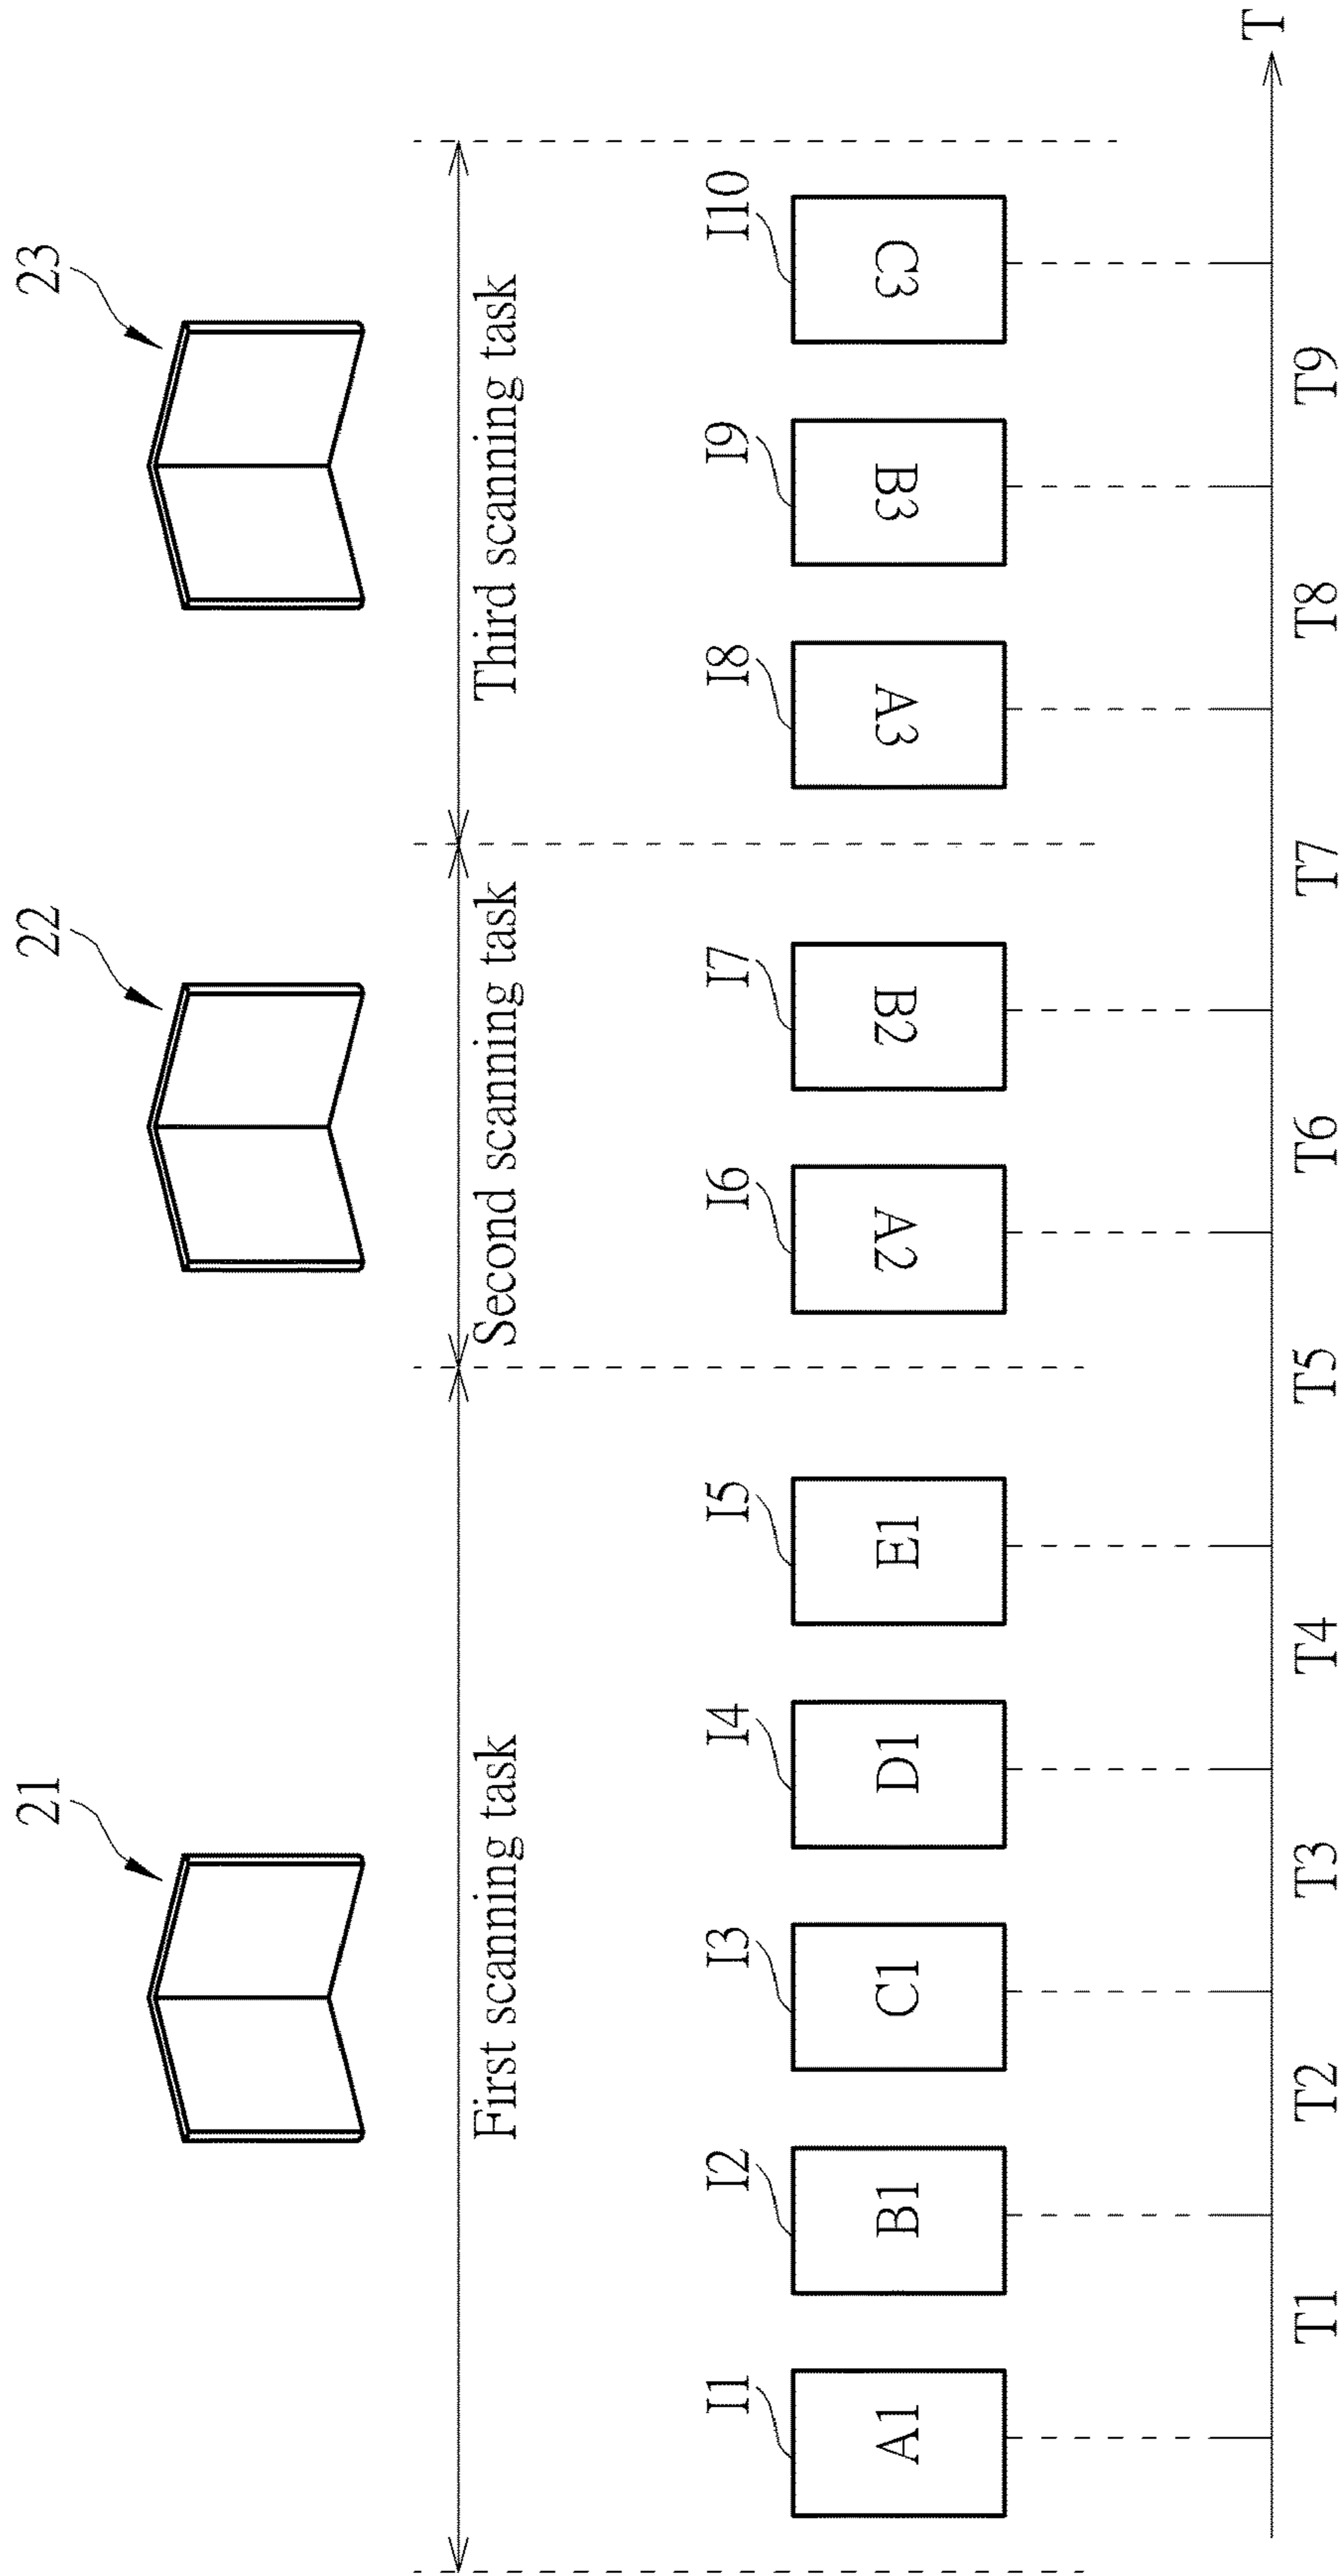 21
22
23
First scanning task
Second scanning task
Third scanning task
I1
I2
I3
I4
I5
I6
I7
I8
I9
I10
A1
B1
C1
D1
E1
A2
B2
A3
B3
C3
T
T1
T2
T3
T4
T5
T6
T7
T8
T9